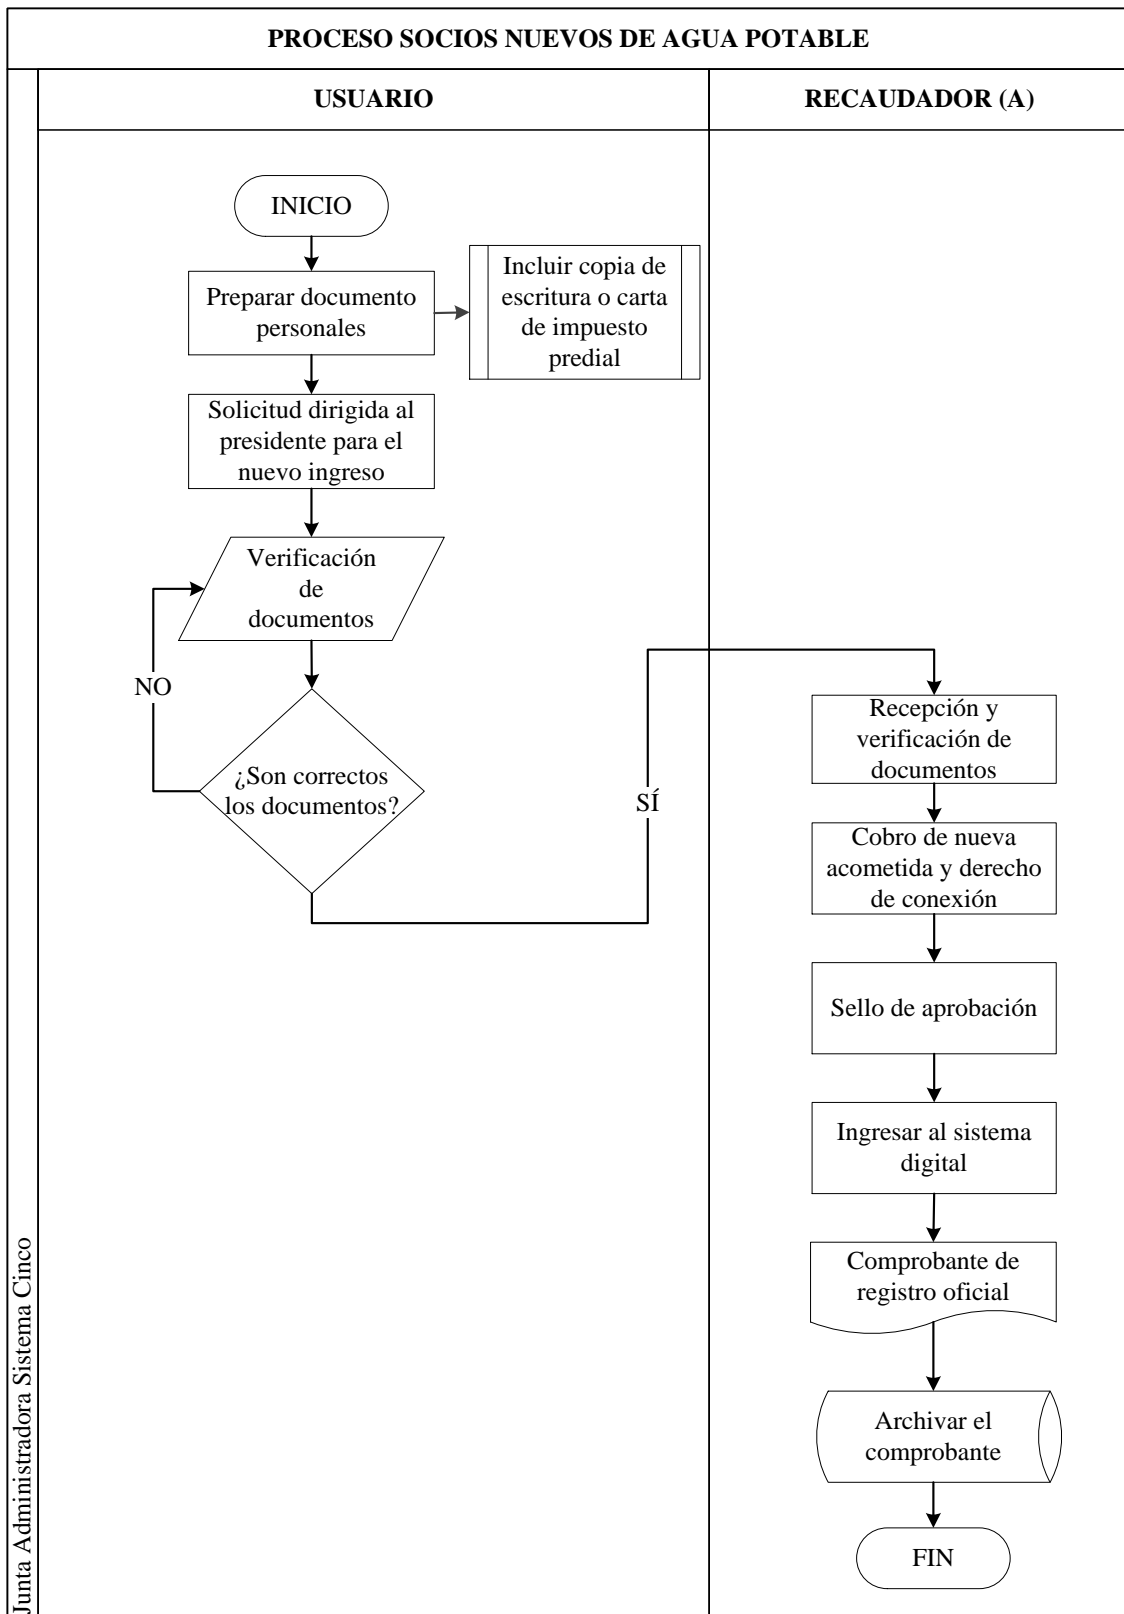 PROCESO SOCIOS NUEVOS DE AGUA POTABLE
USUARIO
RECAUDADOR (A)
INICIO
Preparar documento
personales
Incluir copia de
escritura o carta
de impuesto
predial
Solicitud dirigida al
presidente para el
nuevo ingreso
Verificación
de
documentos
NO
¿Son correctos
los documentos?
SÍ
Recepción y
verificación de
documentos
Cobro de nueva
acometida y derecho
de conexión
Sello de aprobación
Ingresar al sistema
digital
Comprobante de
registro oficial
Archivar el
comprobante
FIN
Junta Administradora Sistema Cinco